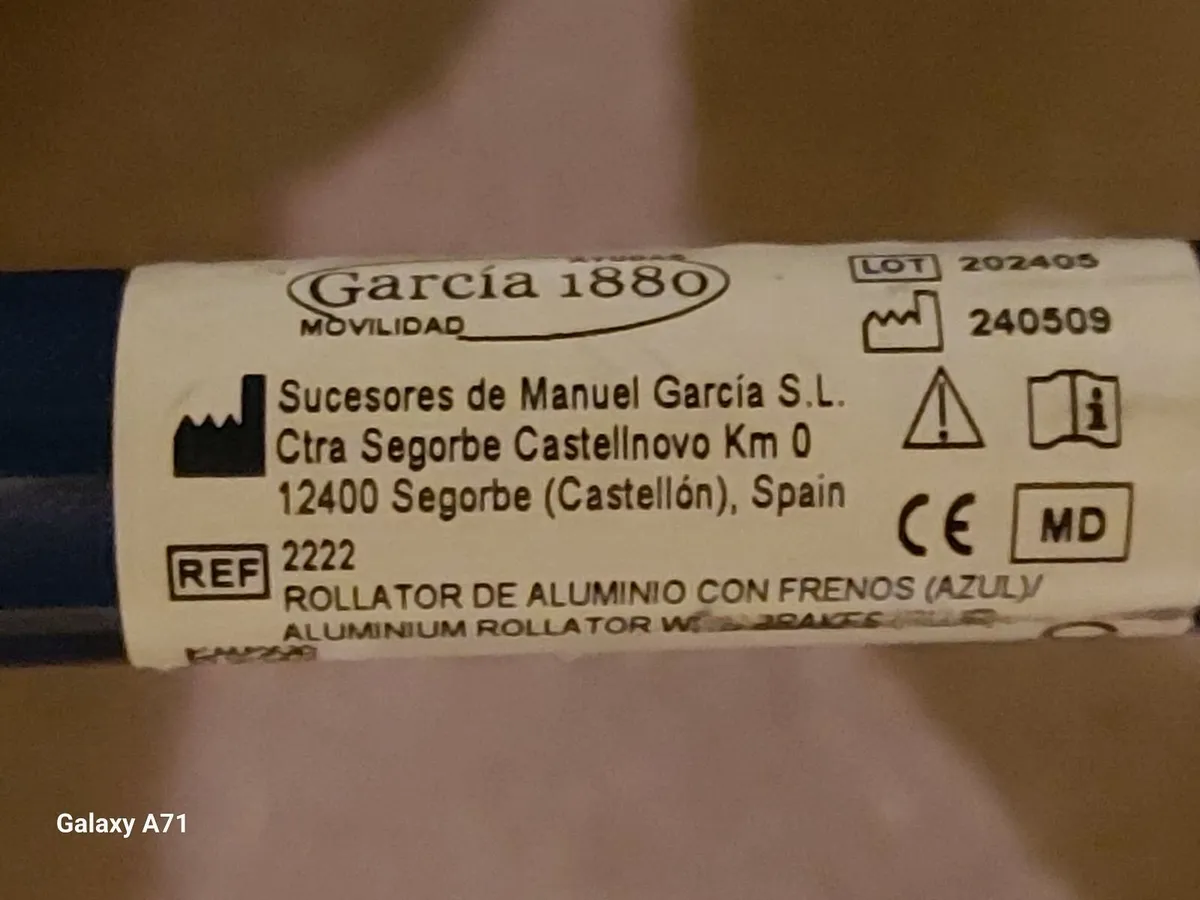 García 1880
MOVILIDAD
LOT 202405
240509
Sucesores de Manuel García S.L.
Ctra Segorbe Castellnovo Km 0
12400 Segorbe (Castellón), Spain
CE MD
REF 2222
ROLLATOR DE ALUMINIO CON FRENOS (AZUL)/
ALUMINIUM ROLLATOR
Galaxy A71